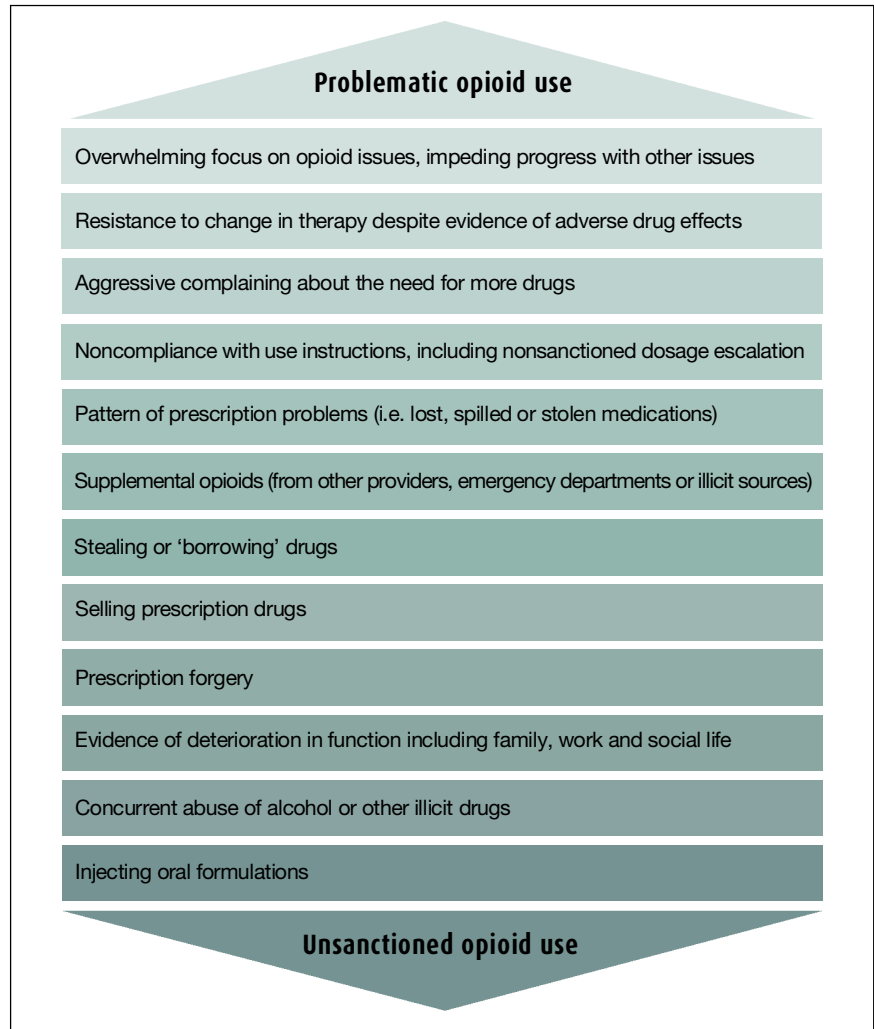 Problematic opioid use
Overwhelming focus on opioid issues, impeding progress with other issues
Resistance to change in therapy despite evidence of adverse drug effects
Aggressive complaining about the need for more drugs
Noncompliance with use instructions, including nonsanctioned dosage escalation
Pattern of prescription problems (i.e. lost, spilled or stolen medications)
Supplemental opioids (from other providers, emergency departments or illicit sources)
Stealing or ‘borrowing’ drugs
Selling prescription drugs
Prescription forgery
Evidence of deterioration in function including family, work and social life
Concurrent abuse of alcohol or other illicit drugs
Injecting oral formulations
Unsanctioned opioid use